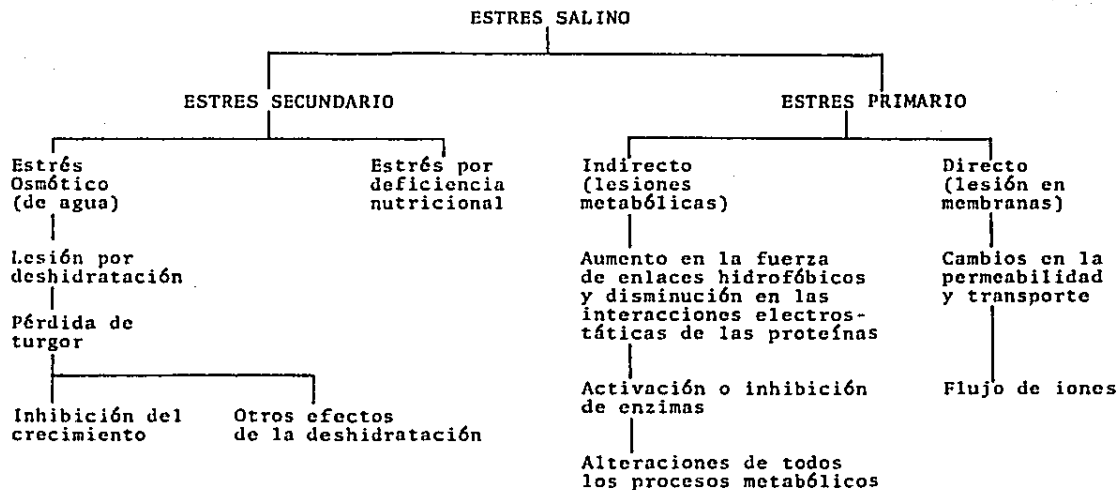 ESTRES SALINO
ESTRES SECUNDARIO
ESTRES PRIMARIO
Estrés
Osmótico
(de agua)
Estrés por
deficiencia
nutricional
Indirecto
(lesiones
metabólicas)
Directo
(lesión en
membranas)
Lesión por
deshidratación
Aumento en la fuerza
de enlaces hidrofóbicos
y disminución en las
interacciones electros-
táticas de las proteínas
Cambios en la
permeabilidad
y transporte
Pérdida de
turgor
Inhibición del
crecimiento
Otros efectos
de la deshidratación
Activación o inhibición
de enzimas
Flujo de iones
Alteraciones de todos
los procesos metabólicos